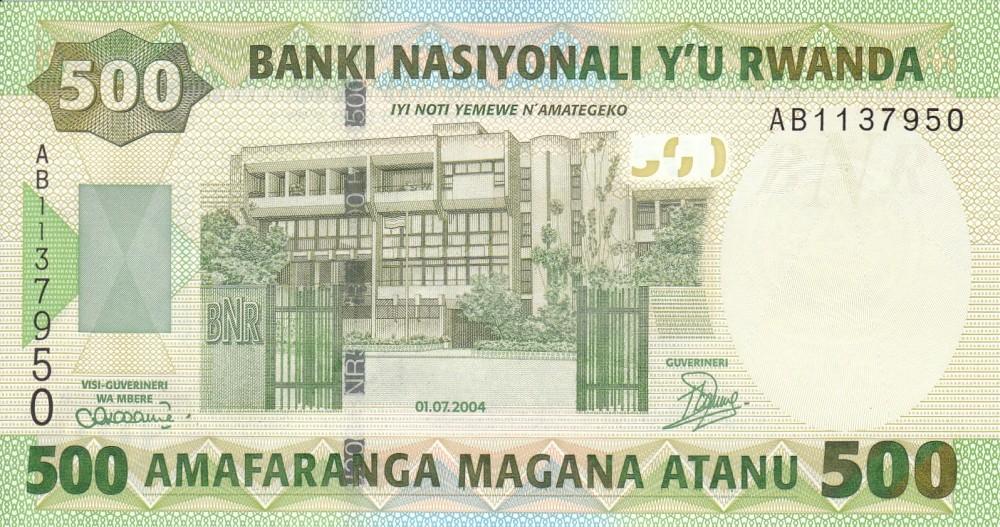 500
BANKI NASIYONALI Y'U RWANDA
IYI NOTI YEMEWE N'AMATEGEKO
AB1137950
AB1137950
500
BNR
VISI-GUVERINERI
WA MBERE
01.07.2004
GUVERINERI
500 AMAFARANGA MAGANA ATANU 500